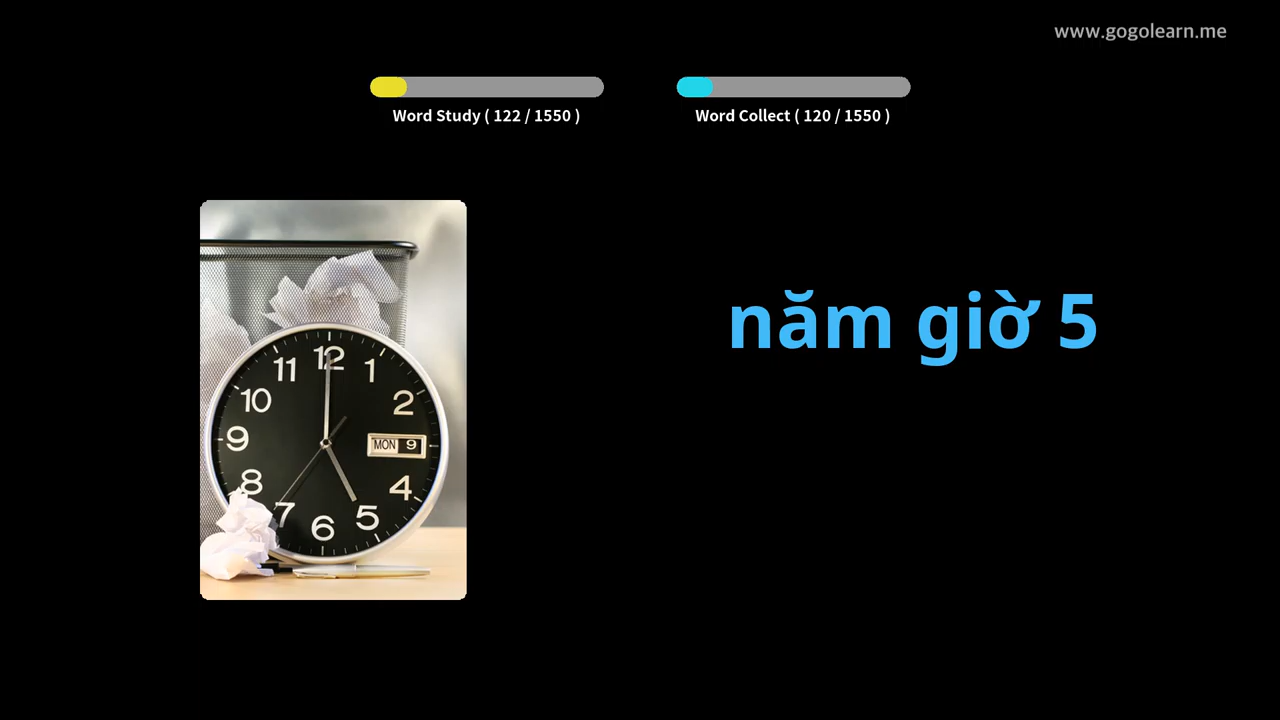 www.gogolearn.me
Word Study ( 122 / 1550 )
Word Collect ( 120 / 1550 )
năm giờ 5
12
11
1
10
2
9
MON 9
8
4
7
5
6